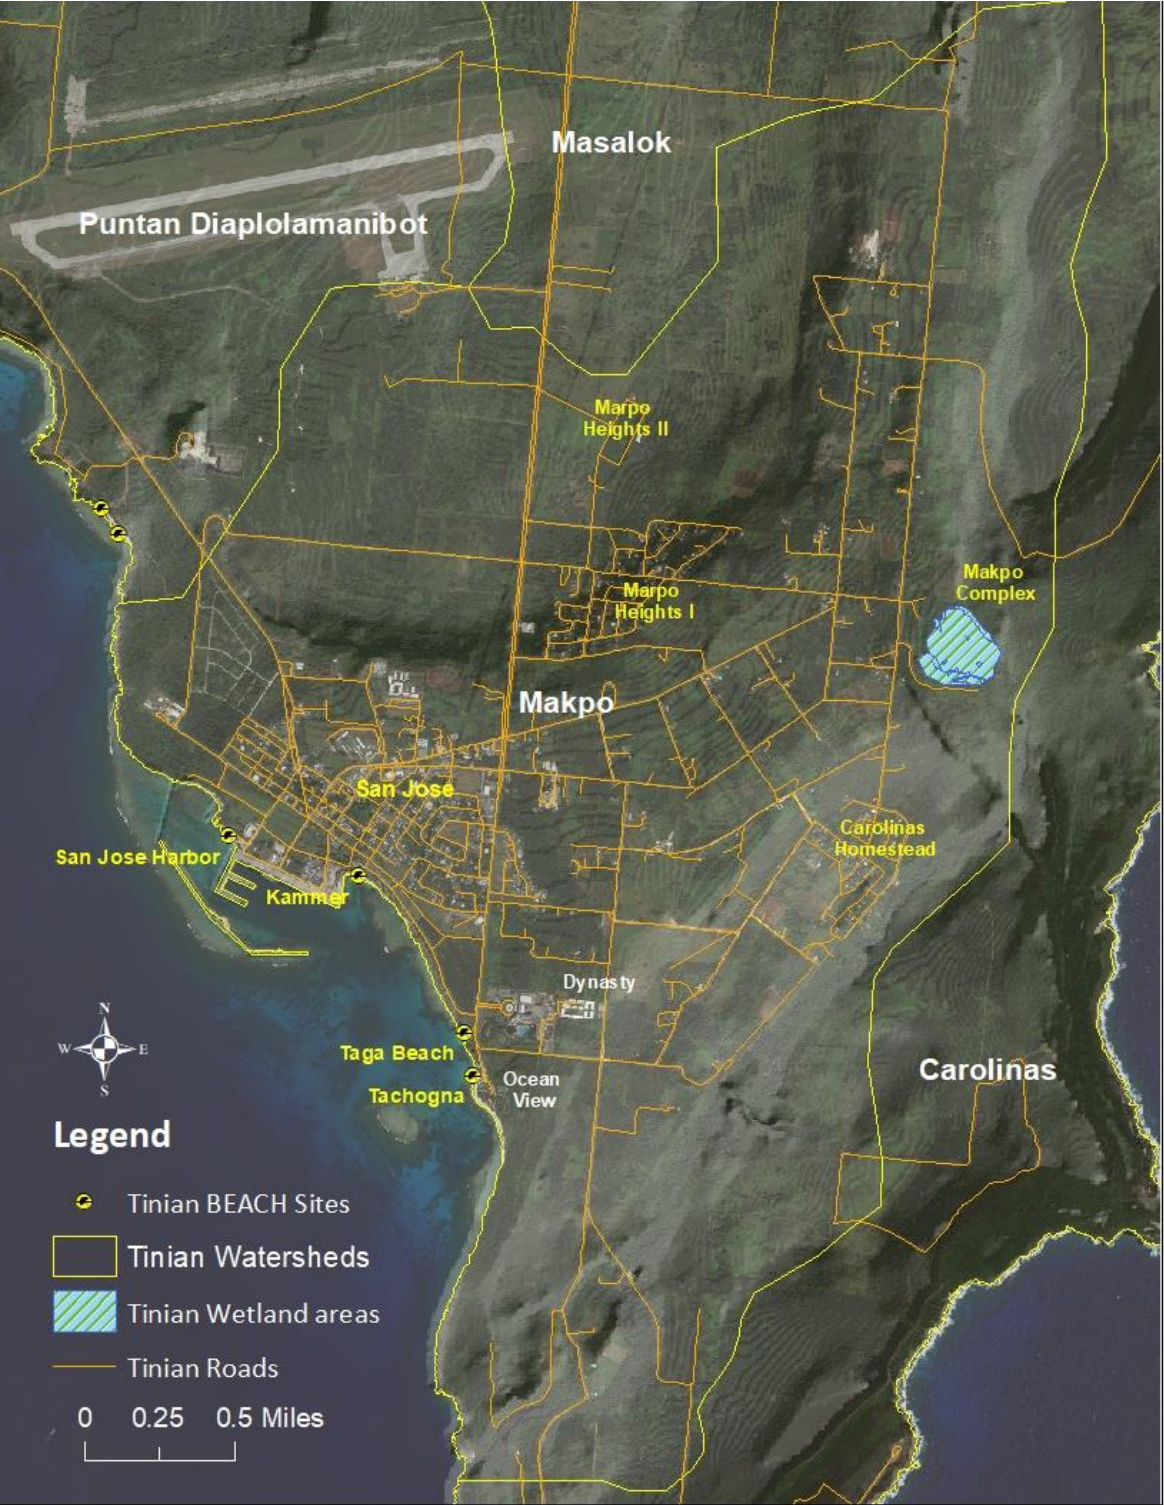 Masalok
Puntan Diaplolamanibot
Marpo
Heights II
Makpo
Complex
Marpo
Heights I
Makpo
San Jose
Carolinas
Homestead
San Jose Harbor
Kammer
Dynasty
Taga Beach
Ocean
View
Tachogna
Carolinas
N
W E
S
Legend
Tinian BEACH Sites
Tinian Watersheds
Tinian Wetland areas
Tinian Roads
0 0.25 0.5 Miles